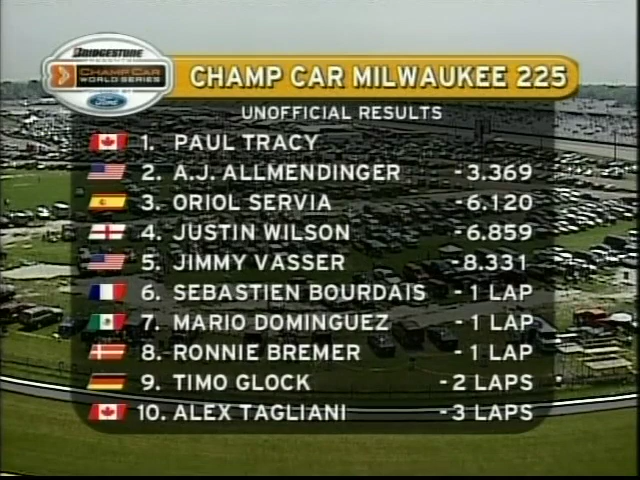 BRIDGESTONE
CHAMP CAR
WORLD SERIES
Ford
CHAMP CAR MILWAUKEE 225
UNOFFICIAL RESULTS
1. PAUL TRACY
2. A.J. ALLMENDINGER -3.369
3. ORIOL SERVIA -6.120
4. JUSTIN WILSON -6.859
5. JIMMY VASSER -8.331
6. SEBASTIEN BOURDAIS - 1 LAP
7. MARIO DOMINGUEZ - 1 LAP
8. RONNIE BREMER - 1 LAP
9. TIMO GLOCK - 2 LAPS
10. ALEX TAGLIANI - 3 LAPS